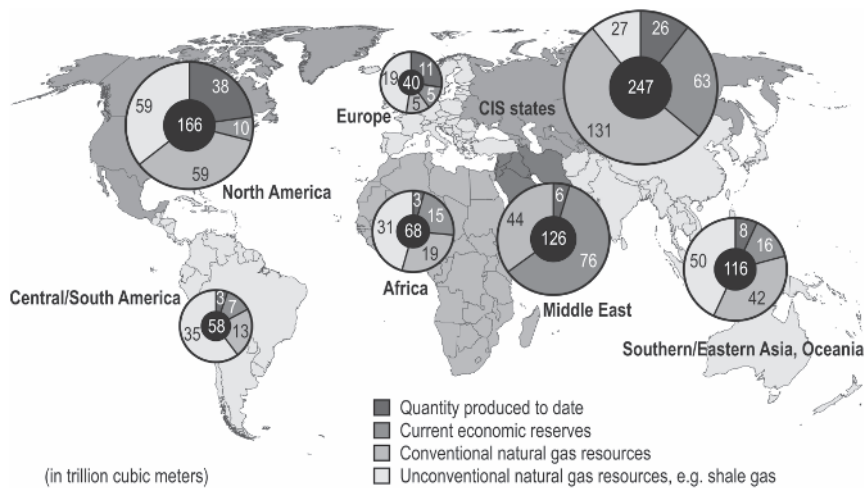 27
26
63
131
247
CIS states
19
11
5
5
40
Europe
59
38
10
59
166
North America
3
15
19
31
68
Africa
6
76
44
126
Middle East
8
16
42
50
116
Southern/Eastern Asia, Oceania
Central/South America
3
7
13
35
58
Quantity produced to date
Current economic reserves
Conventional natural gas resources
Unconventional natural gas resources, e.g. shale gas
(in trillion cubic meters)